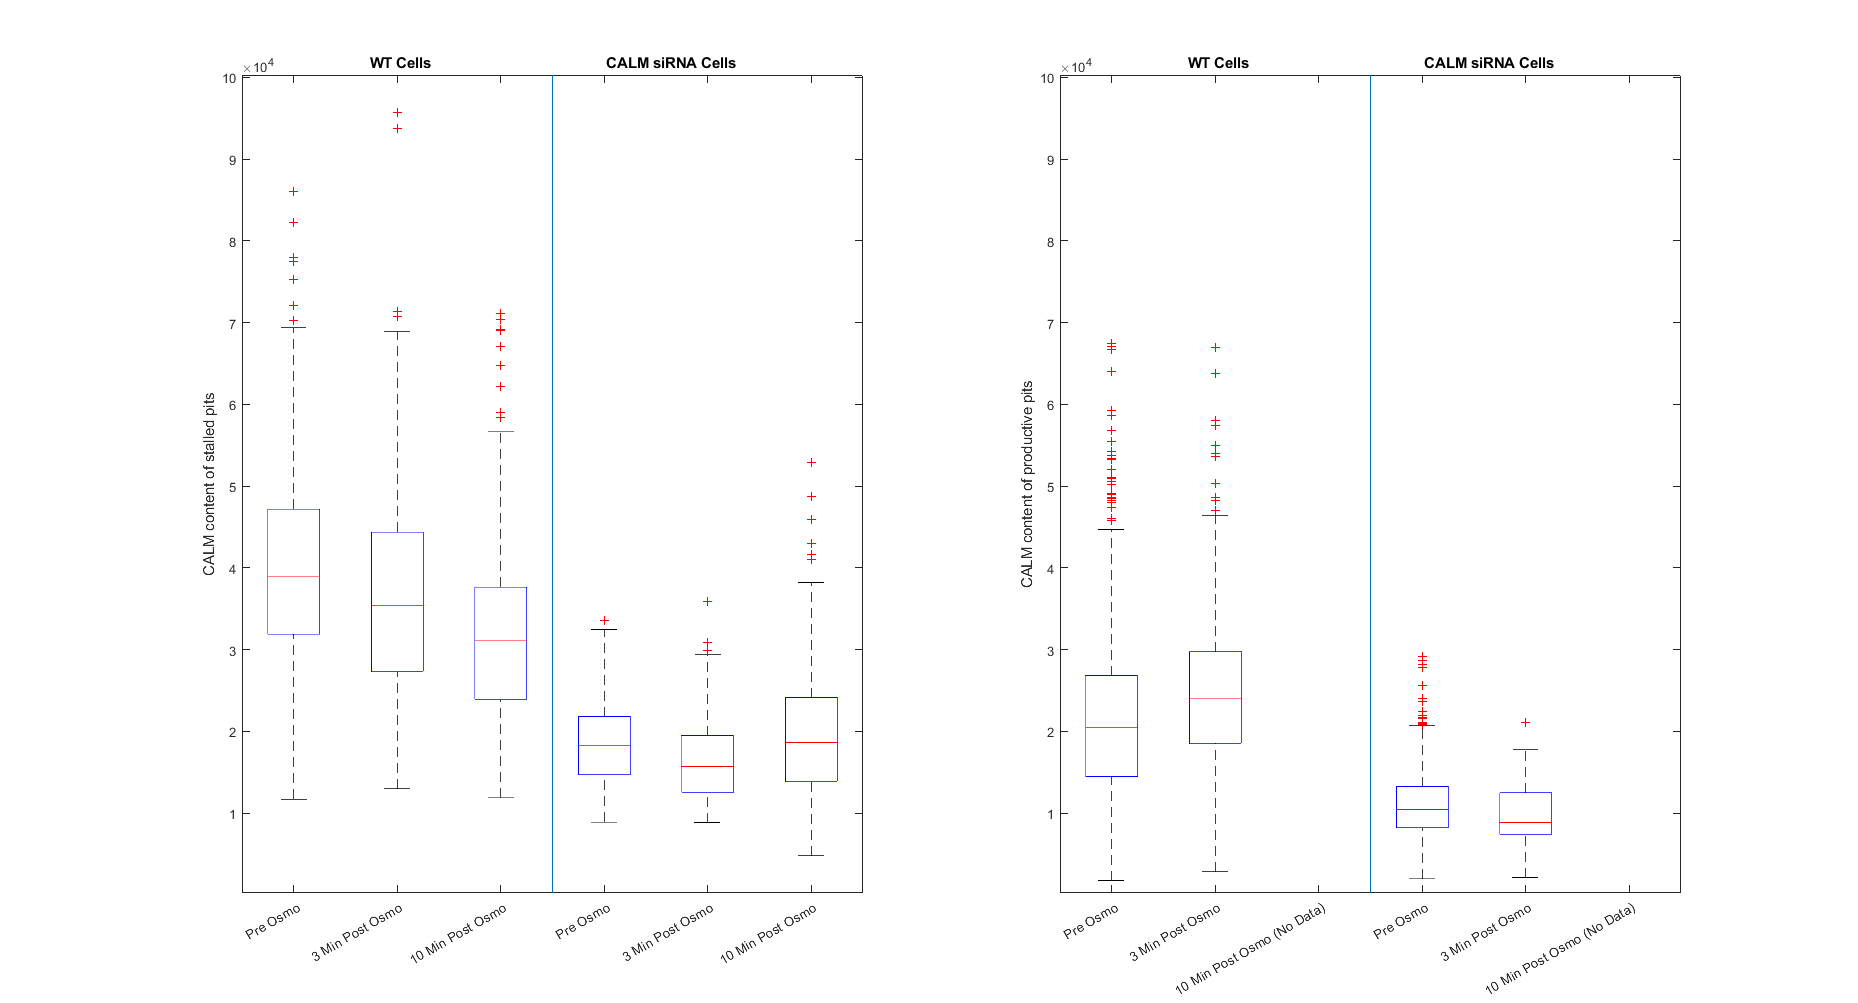 WT Cells
CALM siRNA Cells
×10⁴
10
9
8
7
6
5
4
3
2
1
CALM content of stalled pits
Pre Osmo
3 Min Post Osmo
10 Min Post Osmo
Pre Osmo
3 Min Post Osmo
10 Min Post Osmo
WT Cells
CALM siRNA Cells
×10⁴
10
9
8
7
6
5
4
3
2
1
CALM content of productive pits
Pre Osmo
3 Min Post Osmo
10 Min Post Osmo (No Data)
Pre Osmo
3 Min Post Osmo
10 Min Post Osmo (No Data)